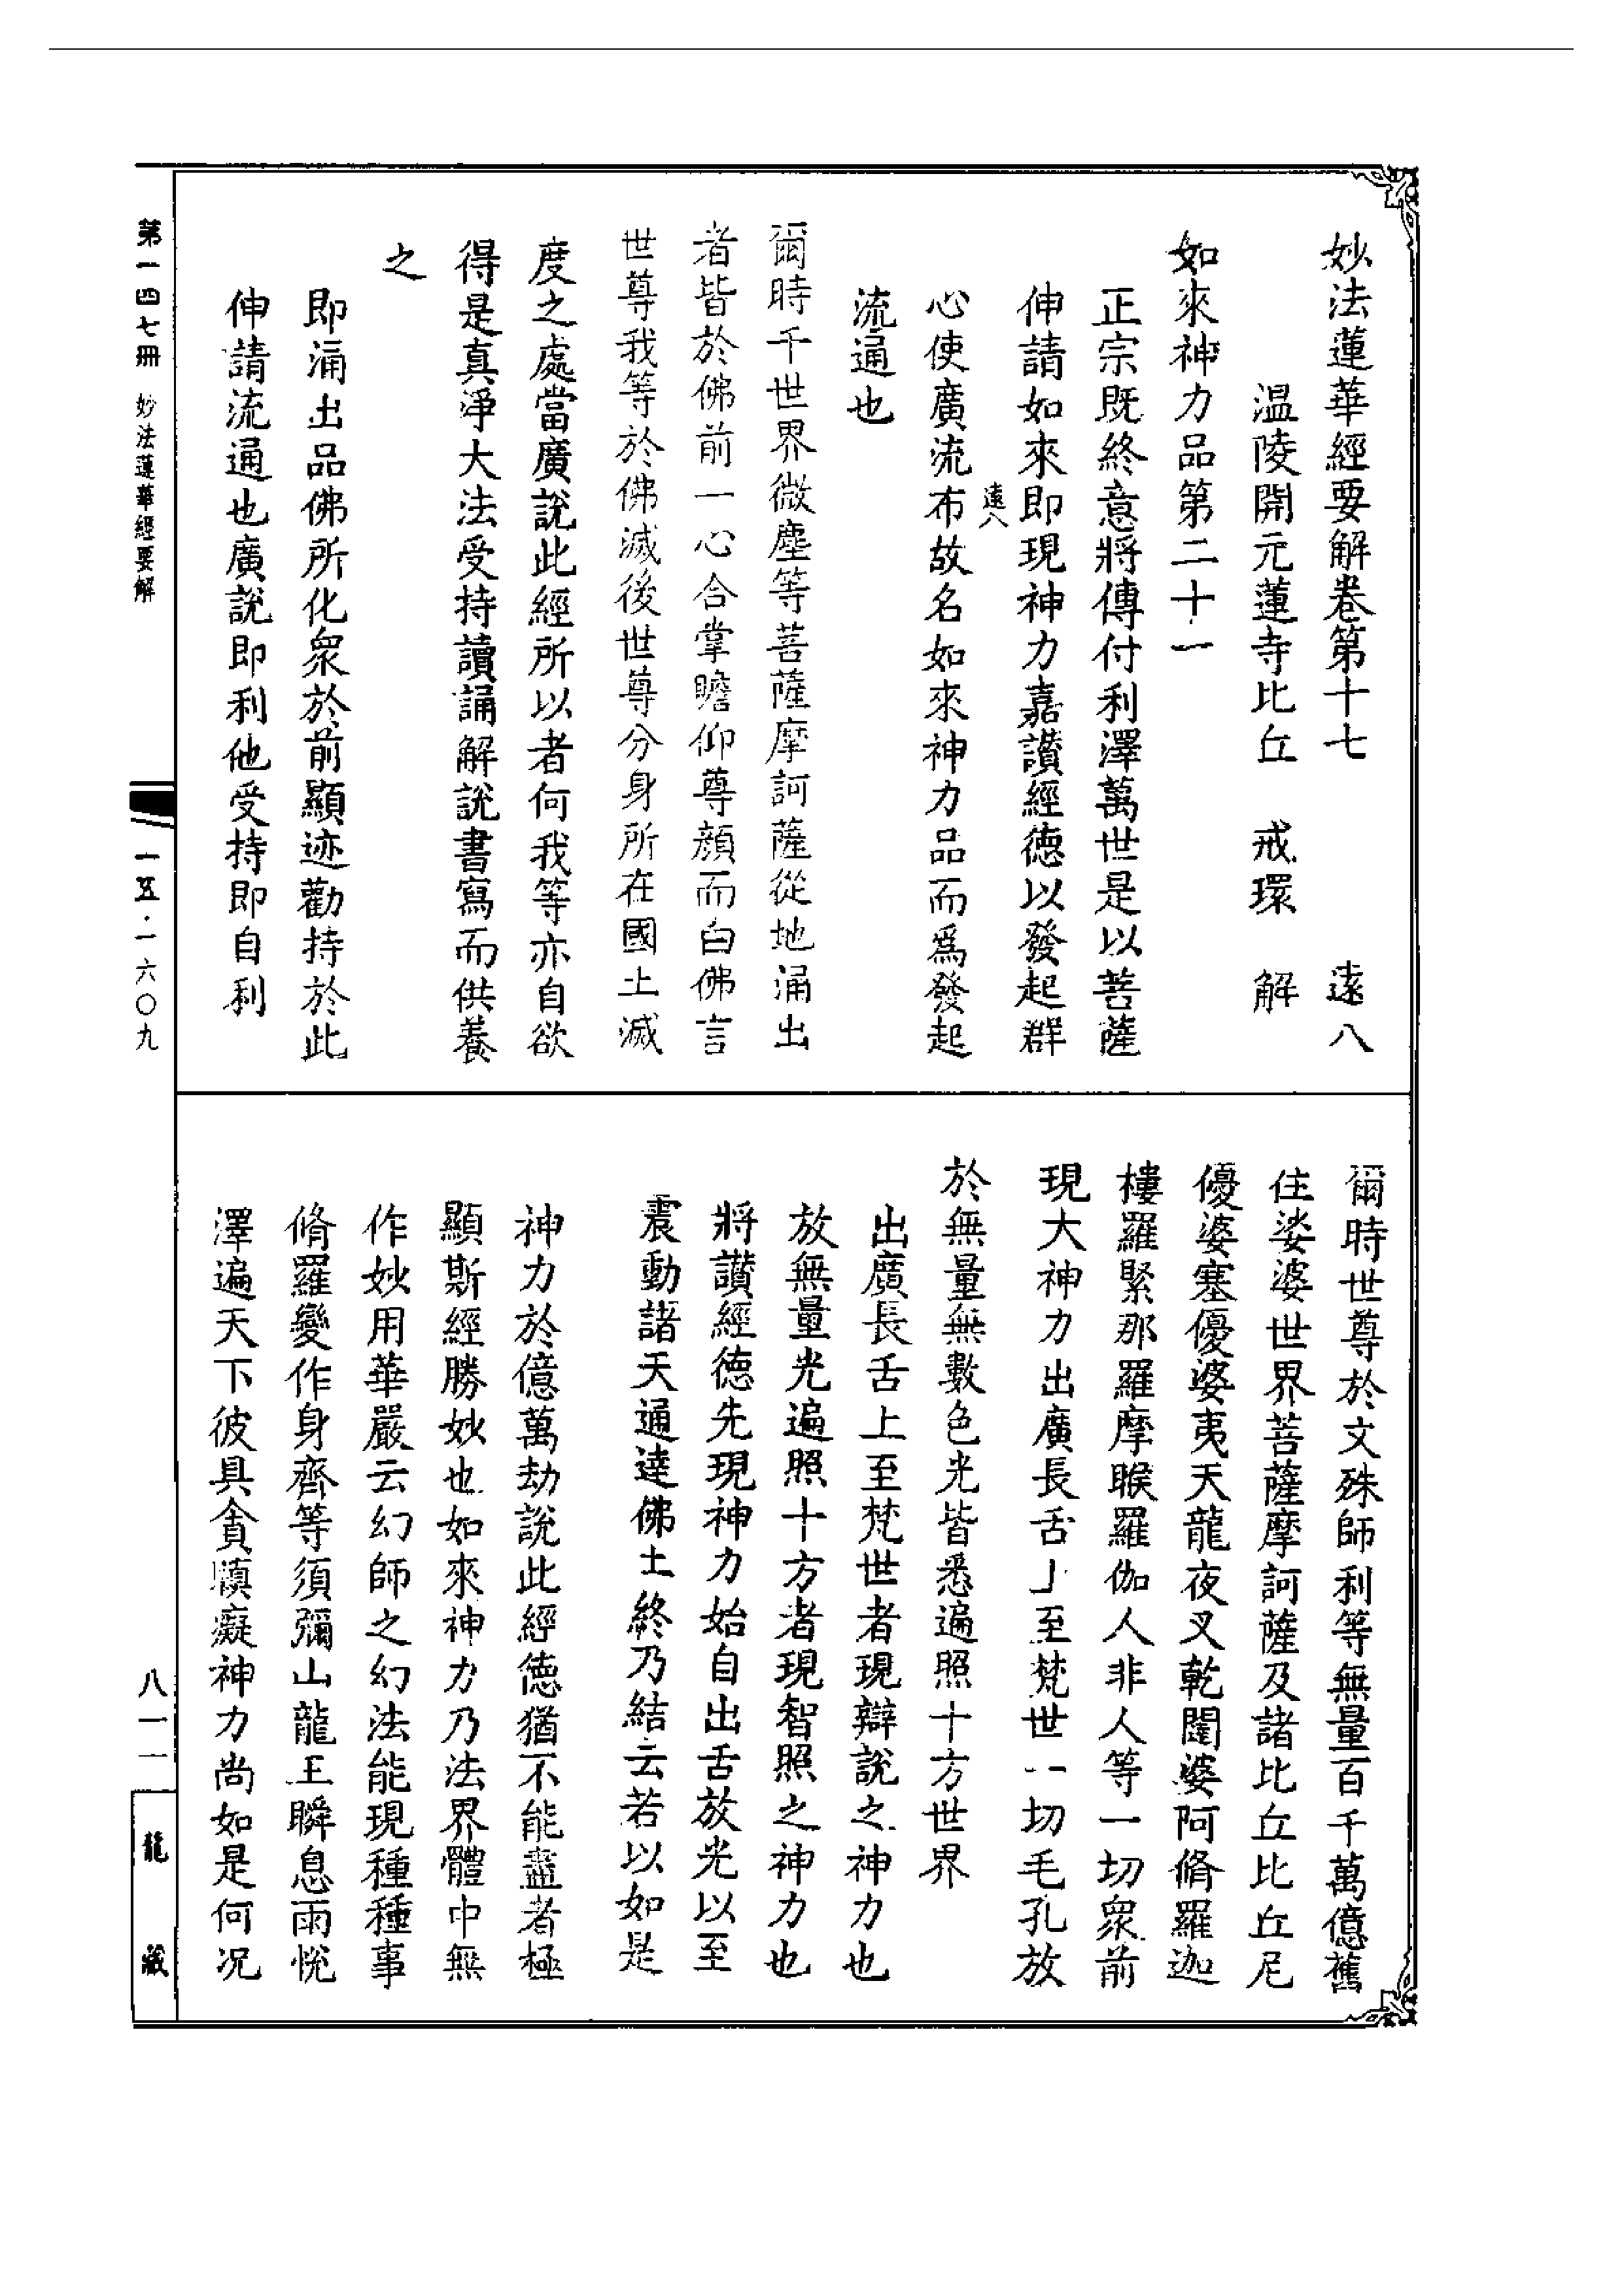 妙法蓮華經要解卷第十七　遠八
溫陵開元蓮寺比丘　戒環　解
如來神力品第二十一
正宗既終意將傳付利澤萬世是以菩薩
伸請如來即現神力嘉讃經德以發起群
遠八
心使廣流布故名如來神力品而為發起
流通也
爾時千世界微塵等菩薩摩訶薩從地涌出
者皆於佛前一心合掌瞻仰尊顏而白佛言
世尊我等於佛滅後世尊分身所在國土滅
度之處當廣說此經所以者何我等亦自欲
得是真淨大法受持讀誦解說書寫而供養
之
即涌出品佛所化眾於前顯迹勸持於此
伸請流通也廣說即利他受持即自利
爾時世尊於文殊師利等無量百千萬億舊
住娑婆世界菩薩摩訶薩及諸比丘比丘尼
優婆塞優婆夷天龍夜叉乾闥婆阿脩羅迦
樓羅緊那羅摩睺羅伽人非人等一切眾前
現大神力出廣長舌上至梵世一切毛孔放
於無量無數色光皆悉遍照十方世界
出廣長舌上至梵世者現辯說之神力也
放無量光遍照十方者現智照之神力也
將讃經德先現神力始自出舌放光以至
震動諸天通達佛土終乃結云若以如是
神力於億萬劫說此經德猶不能盡者極
顯斯經勝妙也如來神力乃法界體中無
作妙用華嚴云幻師之幻法能現種種事
脩羅變作身齊等須彌山龍王瞬息雨悅
澤遍天下彼具貪瞋癡神力尚如是何況
第一四七冊　妙法蓮華經要解
一五·一六〇九
八一一
龍藏